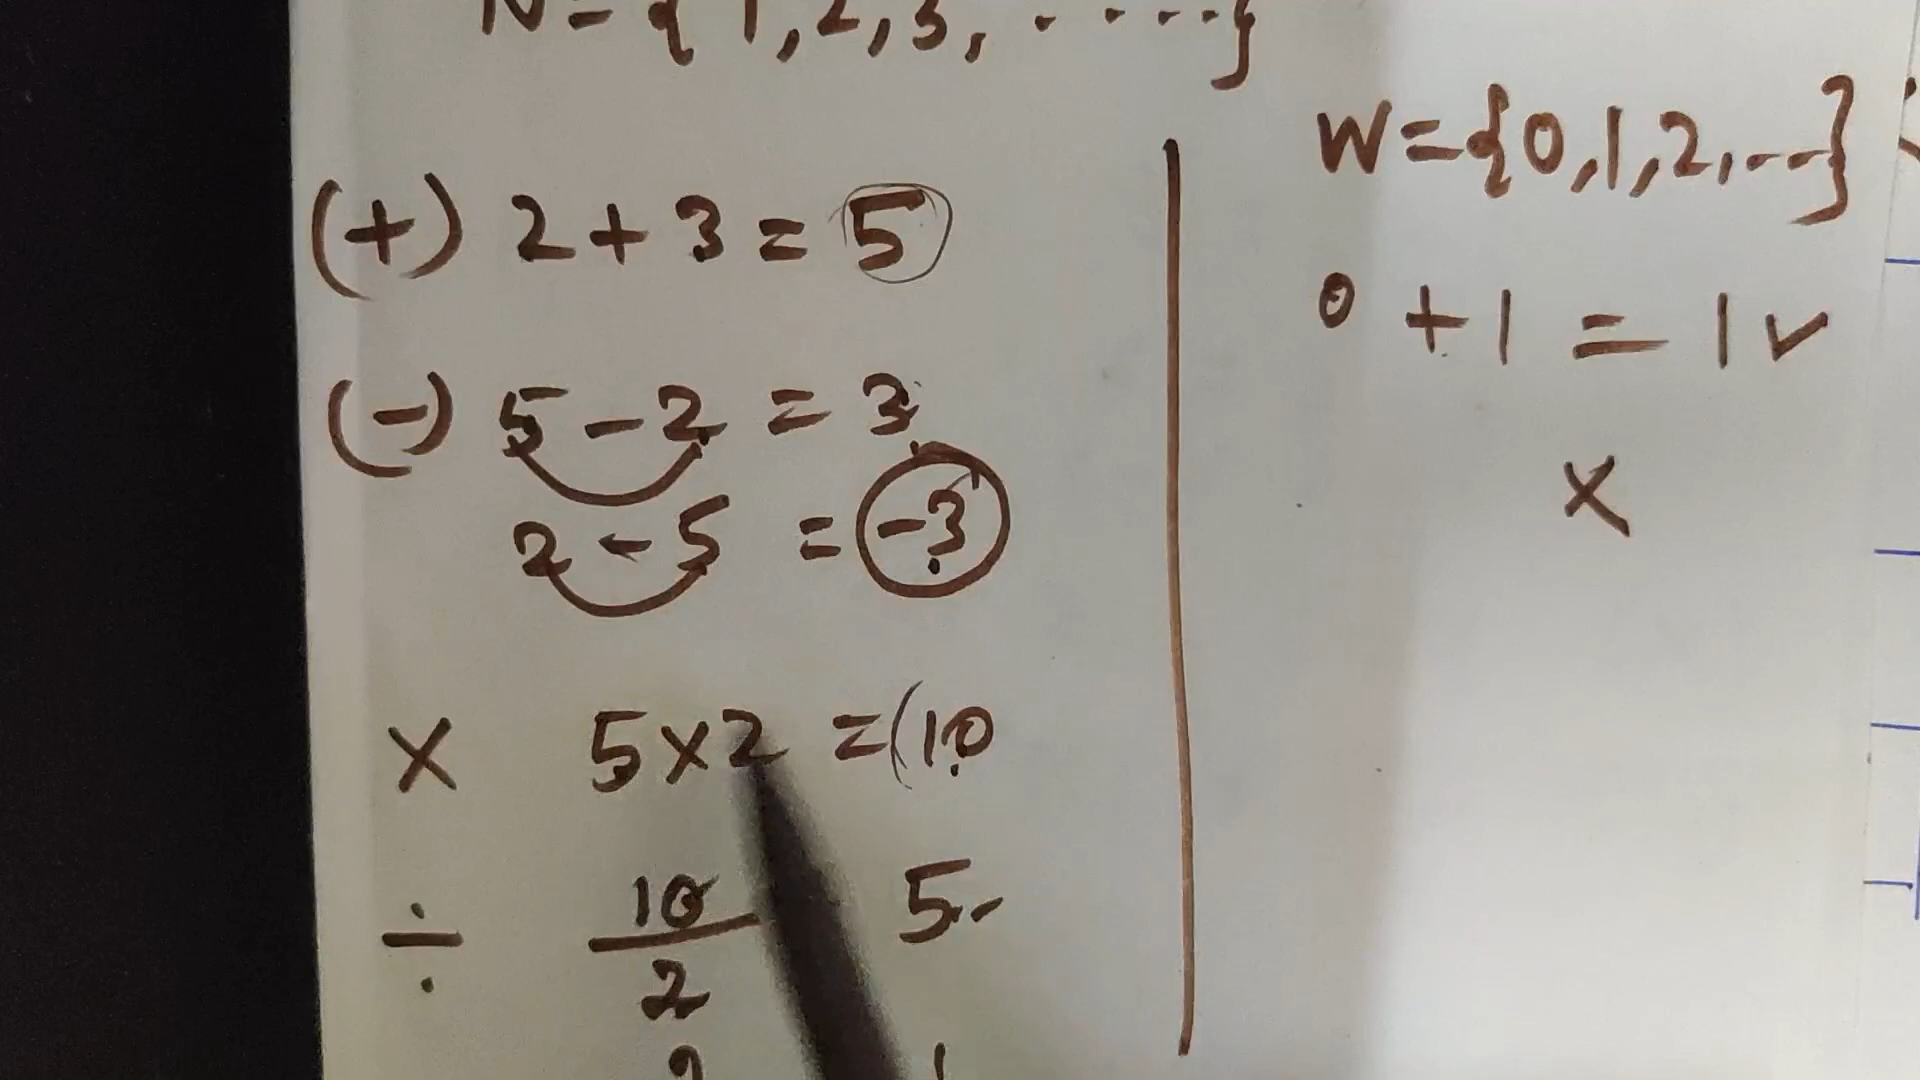 N = {1, 2, 3, .....}
(+) 2 + 3 = 5
(-) 5 - 2 = 3
2 - 5 = -3
× 5 × 2 = (10
÷ 10/2 5
W = {0, 1, 2, ...}
0 + 1 = 1 ✓
×